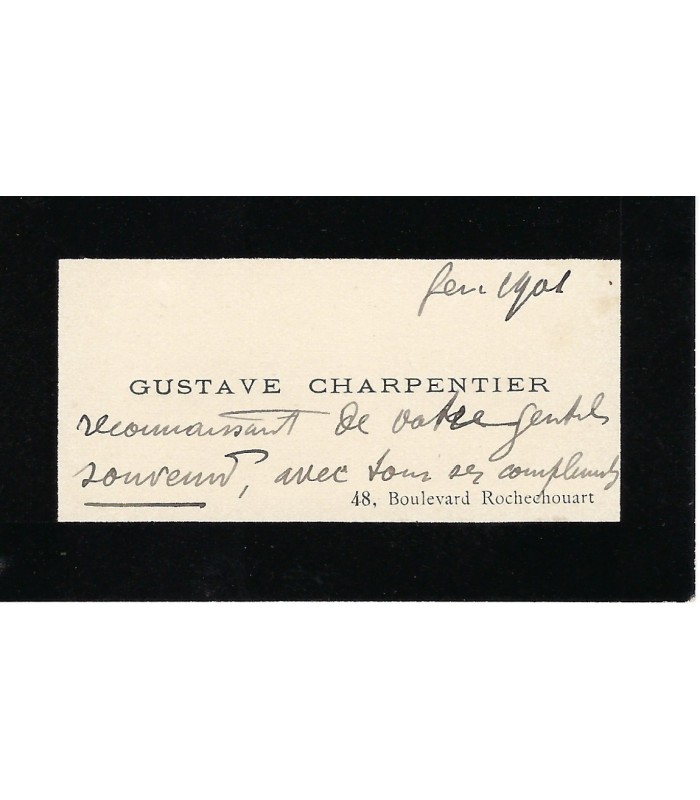 Jan 1901
GUSTAVE CHARPENTIER
reconnaissant de votre gentil
souvenir, avec tous ses compliments
48, Boulevard Rochechouart